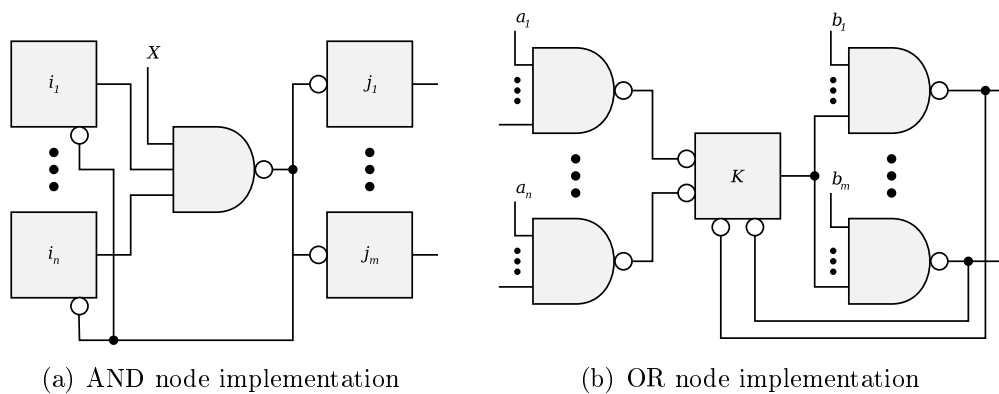 a1
b1
X
i1
j1
an
K
bm
in
jm
(a) AND node implementation
(b) OR node implementation